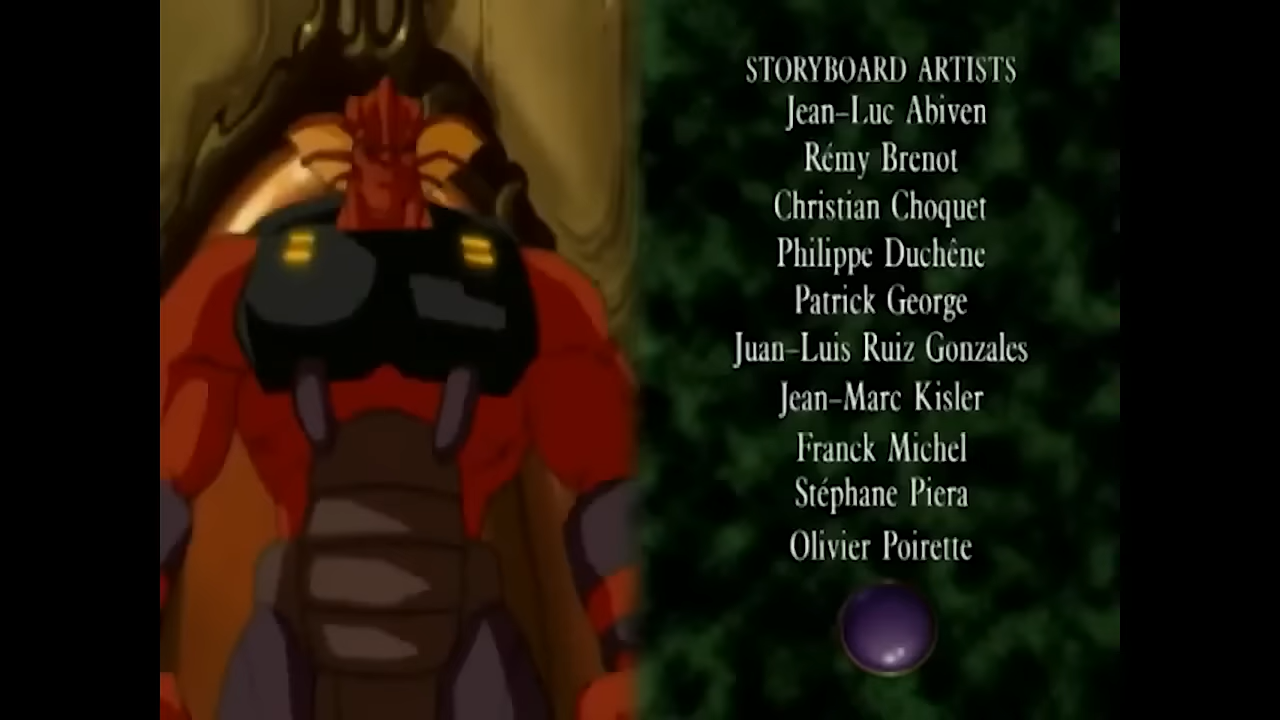 STORYBOARD ARTISTS
Jean-Luc Abiven
Rémy Brenot
Christian Choquet
Philippe Duchêne
Patrick George
Juan-Luis Ruiz Gonzales
Jean-Marc Kisler
Franck Michel
Stéphane Piera
Olivier Poirette